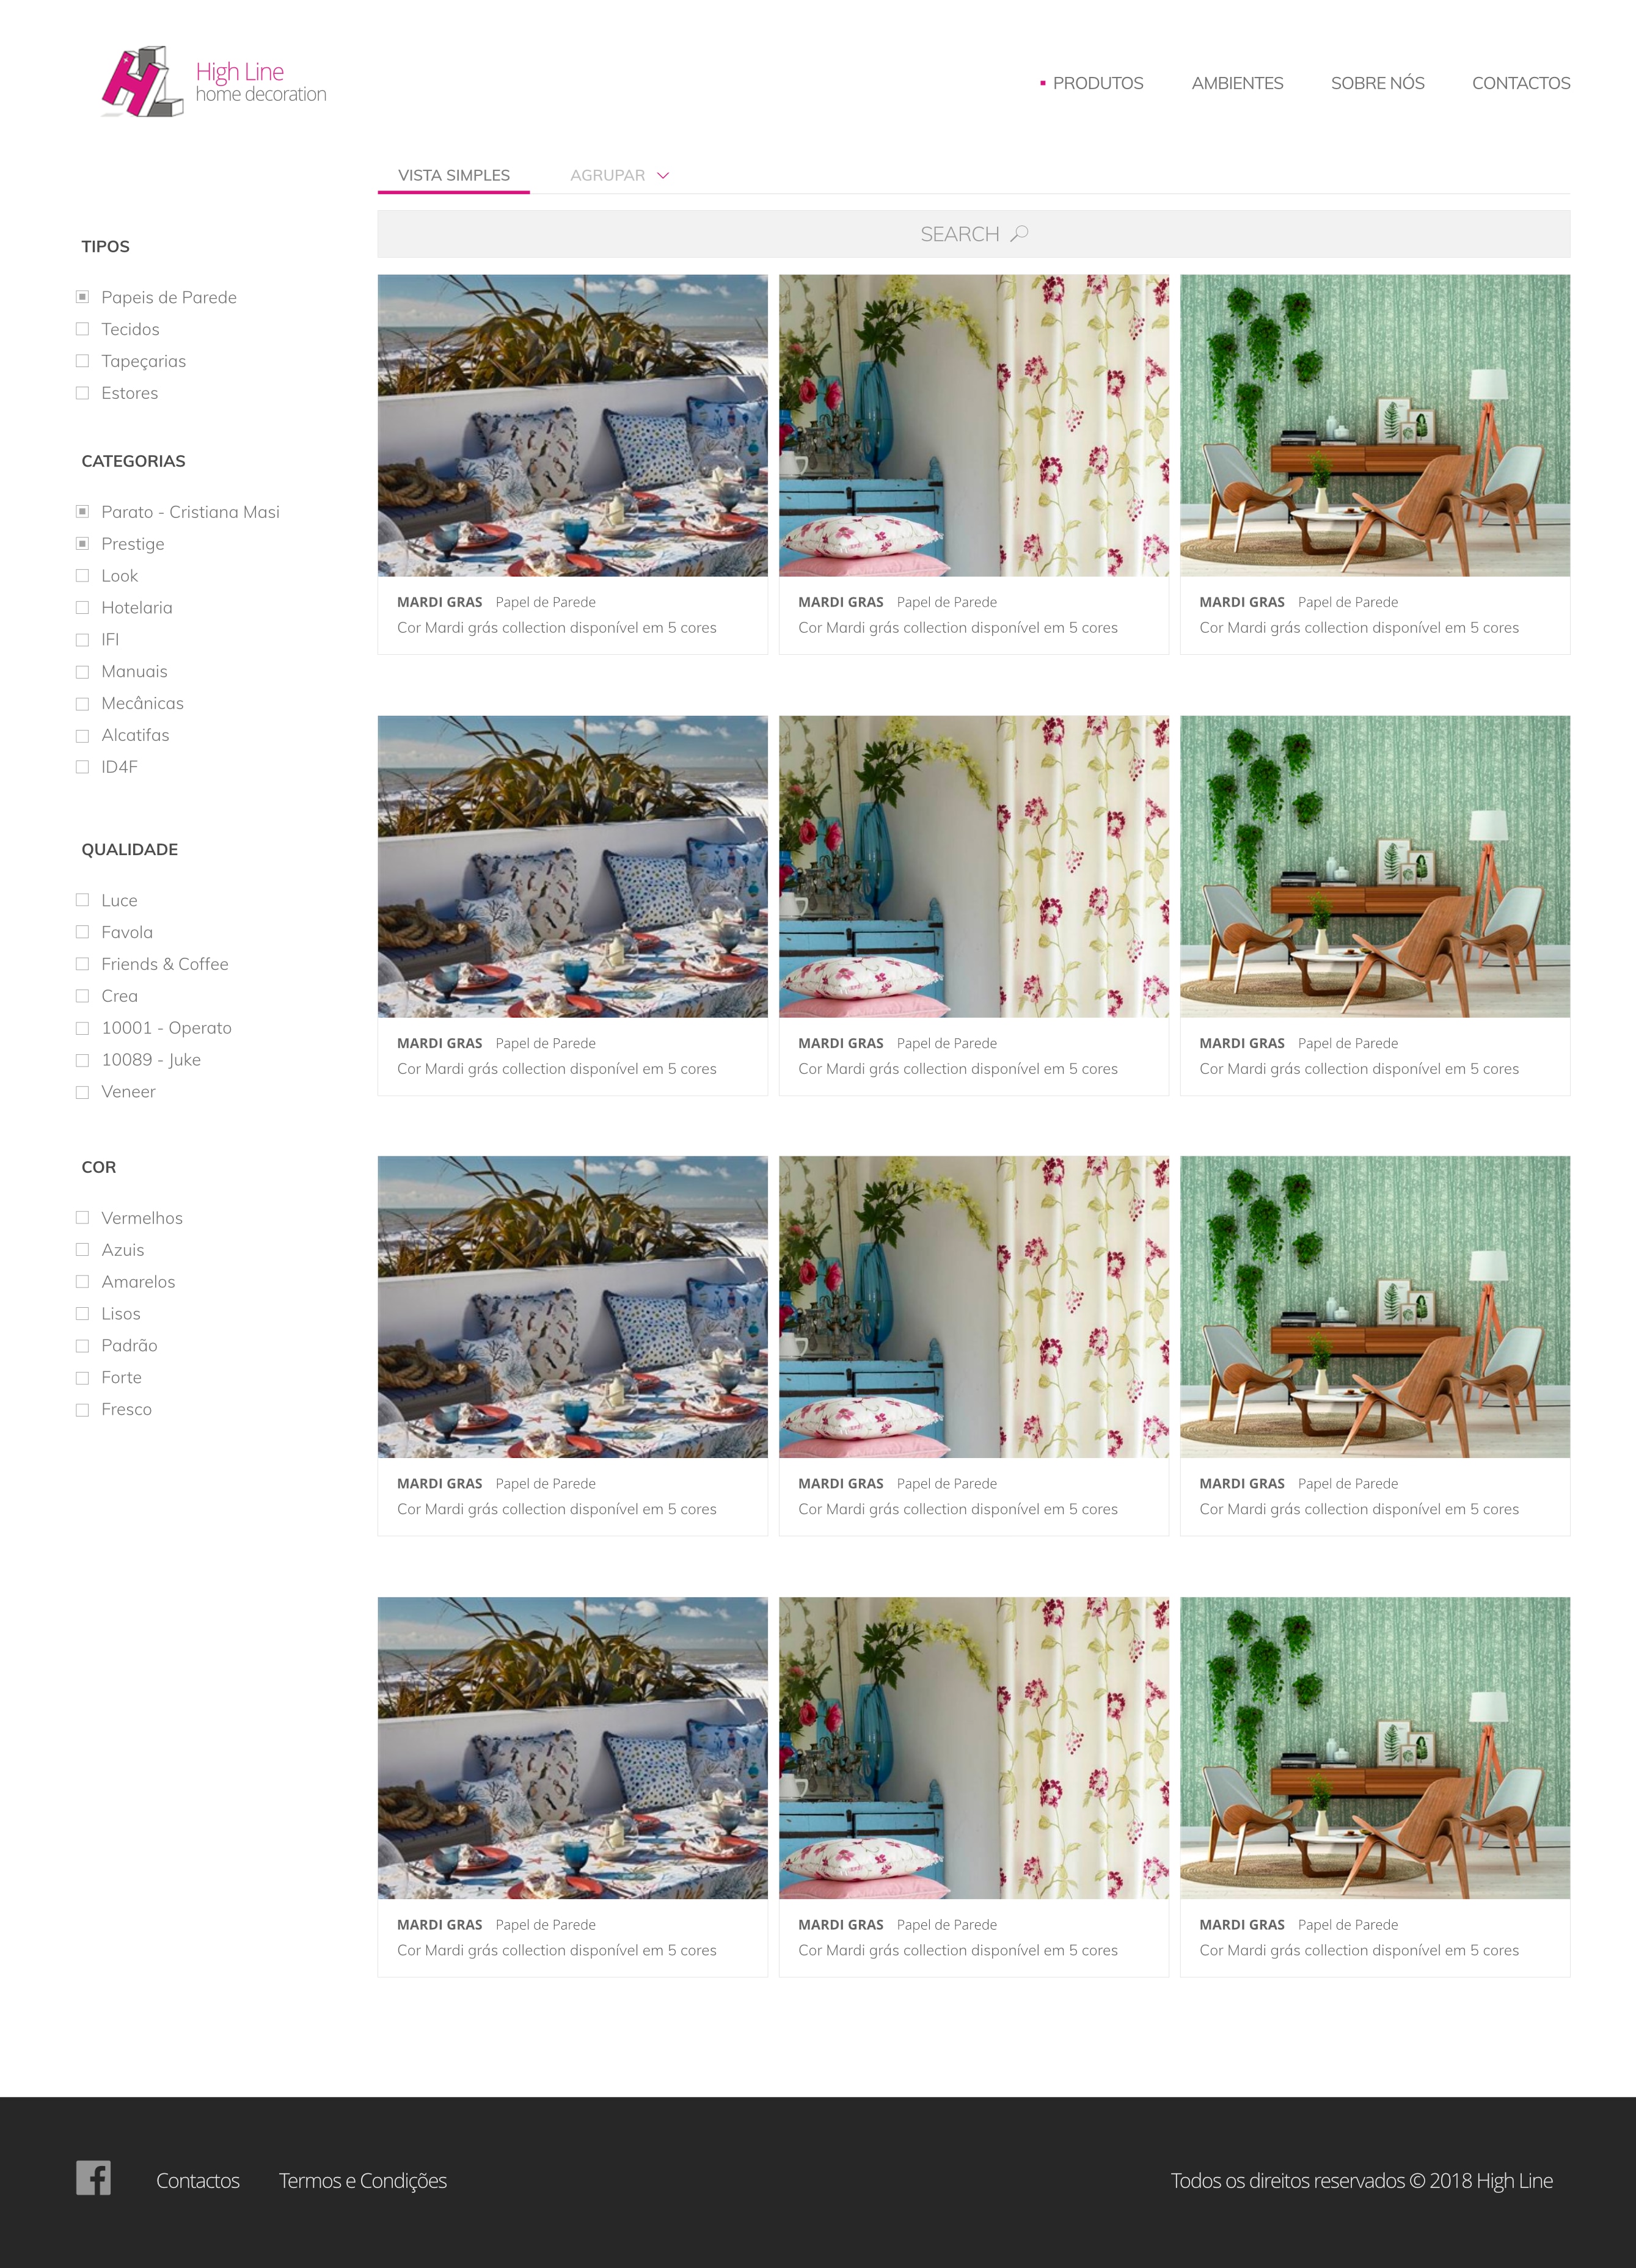 High Line
home decoration
PRODUTOS AMBIENTES SOBRE NÓS CONTACTOS
VISTA SIMPLES AGRUPAR
SEARCH
TIPOS
Papeis de Parede
Tecidos
Tapeçarias
Estores
CATEGORIAS
Parato - Cristiana Masi
Prestige
Look
Hotelaria
IFI
Manuais
Mecânicas
Alcatifas
ID4F
QUALIDADE
Luce
Favola
Friends & Coffee
Crea
10001 - Operato
10089 - Juke
Veneer
COR
Vermelhos
Azuis
Amarelos
Lisos
Padrão
Forte
Fresco
MARDI GRAS Papel de Parede
Cor Mardi grás collection disponível em 5 cores
MARDI GRAS Papel de Parede
Cor Mardi grás collection disponível em 5 cores
MARDI GRAS Papel de Parede
Cor Mardi grás collection disponível em 5 cores
MARDI GRAS Papel de Parede
Cor Mardi grás collection disponível em 5 cores
MARDI GRAS Papel de Parede
Cor Mardi grás collection disponível em 5 cores
MARDI GRAS Papel de Parede
Cor Mardi grás collection disponível em 5 cores
MARDI GRAS Papel de Parede
Cor Mardi grás collection disponível em 5 cores
MARDI GRAS Papel de Parede
Cor Mardi grás collection disponível em 5 cores
MARDI GRAS Papel de Parede
Cor Mardi grás collection disponível em 5 cores
MARDI GRAS Papel de Parede
Cor Mardi grás collection disponível em 5 cores
MARDI GRAS Papel de Parede
Cor Mardi grás collection disponível em 5 cores
MARDI GRAS Papel de Parede
Cor Mardi grás collection disponível em 5 cores
Contactos Termos e Condições Todos os direitos reservados © 2018 High Line